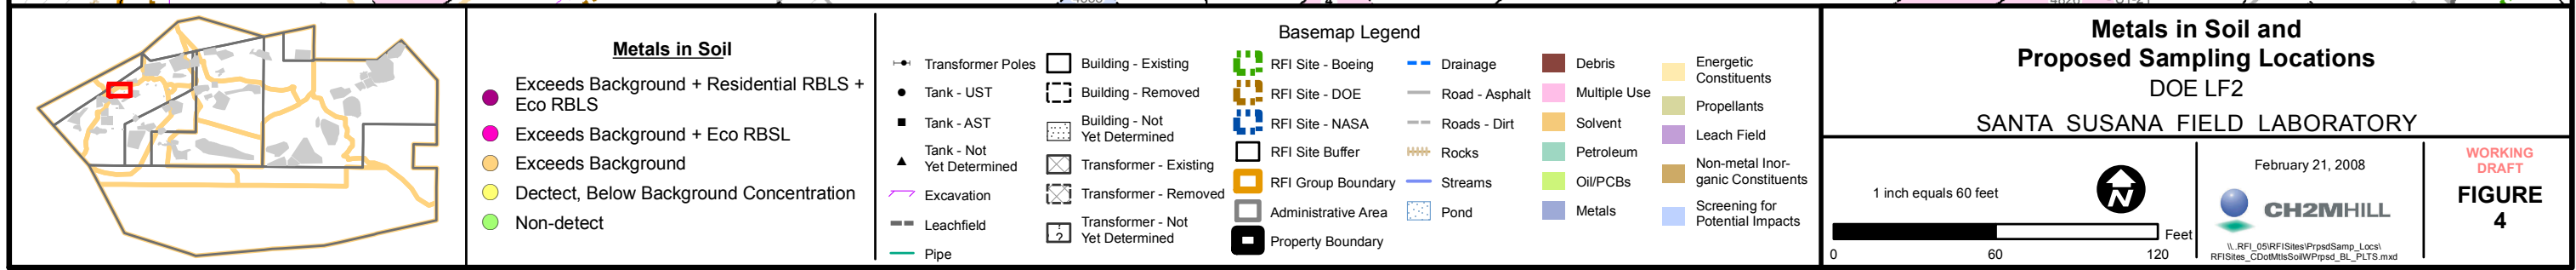 Metals in Soil
Exceeds Background + Residential RBLS +
Eco RBLS
Exceeds Background + Eco RBSL
Exceeds Background
Dectect, Below Background Concentration
Non-detect
Basemap Legend
Transformer Poles
Tank - UST
Tank - AST
Tank - Not
Yet Determined
Excavation
Leachfield
Pipe
Building - Existing
Building - Removed
Building - Not
Yet Determined
Transformer - Existing
Transformer - Removed
?
Transformer - Not
Yet Determined
RFI Site - Boeing
RFI Site - DOE
RFI Site - NASA
RFI Site Buffer
RFI Group Boundary
Administrative Area
Property Boundary
Drainage
Road - Asphalt
Roads - Dirt
Rocks
Streams
Pond
Debris
Multiple Use
Solvent
Petroleum
Oil/PCBs
Metals
Energetic
Constituents
Propellants
Leach Field
Non-metal Inor-
ganic Constituents
Screening for
Potential Impacts
Metals in Soil and
Proposed Sampling Locations
DOE LF2
SANTA SUSANA FIELD LABORATORY
1 inch equals 60 feet
N
Feet
0 60 120
February 21, 2008
CH2MHILL
\\..RFI_05\RFISites\PrpsdSamp_Locs\
RFISites_CDotMtlsSoilWPrpsd_BL_PLTS.mxd
WORKING
DRAFT
FIGURE
4